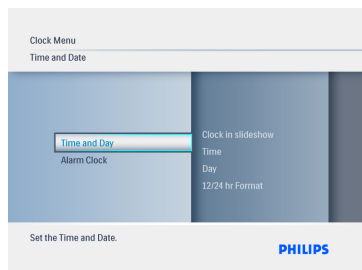 Clock Menu
Time and Date
Time and Day
Alarm Clock
Clock in slideshow
Time
Day
12/24 hr Format
Set the Time and Date.
PHILIPS